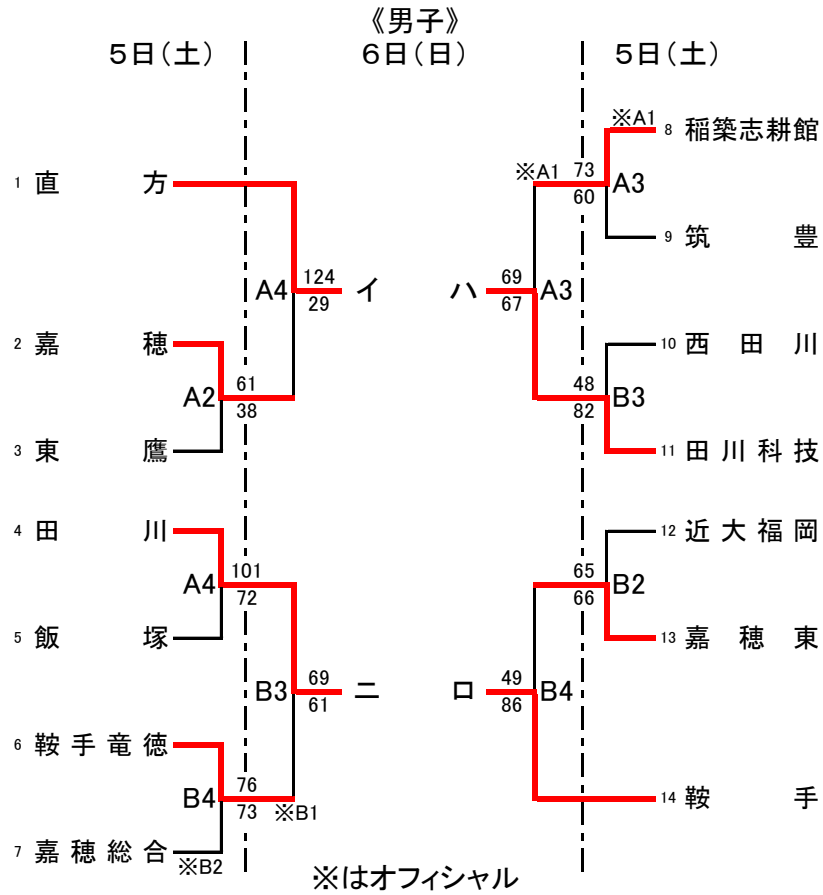 《男子》
5日(土)
6日(日)
5日(土)
1 直方
2 嘉穂
3 東鷹
4 田川
5 飯塚
6 鞍手竜徳
7 嘉穂総合
※B2
A2
61
38
A4
101
72
B4
76
73
※B1
A4
124
29
イ
B3
69
61
ニ
ハ
69
67
A3
ロ
49
86
B4
※A1
73
60
A3
48
82
B3
65
66
B2
※A1
8 稲築志耕館
9 筑豊
10 西田川
11 田川科技
12 近大福岡
13 嘉穂東
14 鞍手
※はオフィシャル